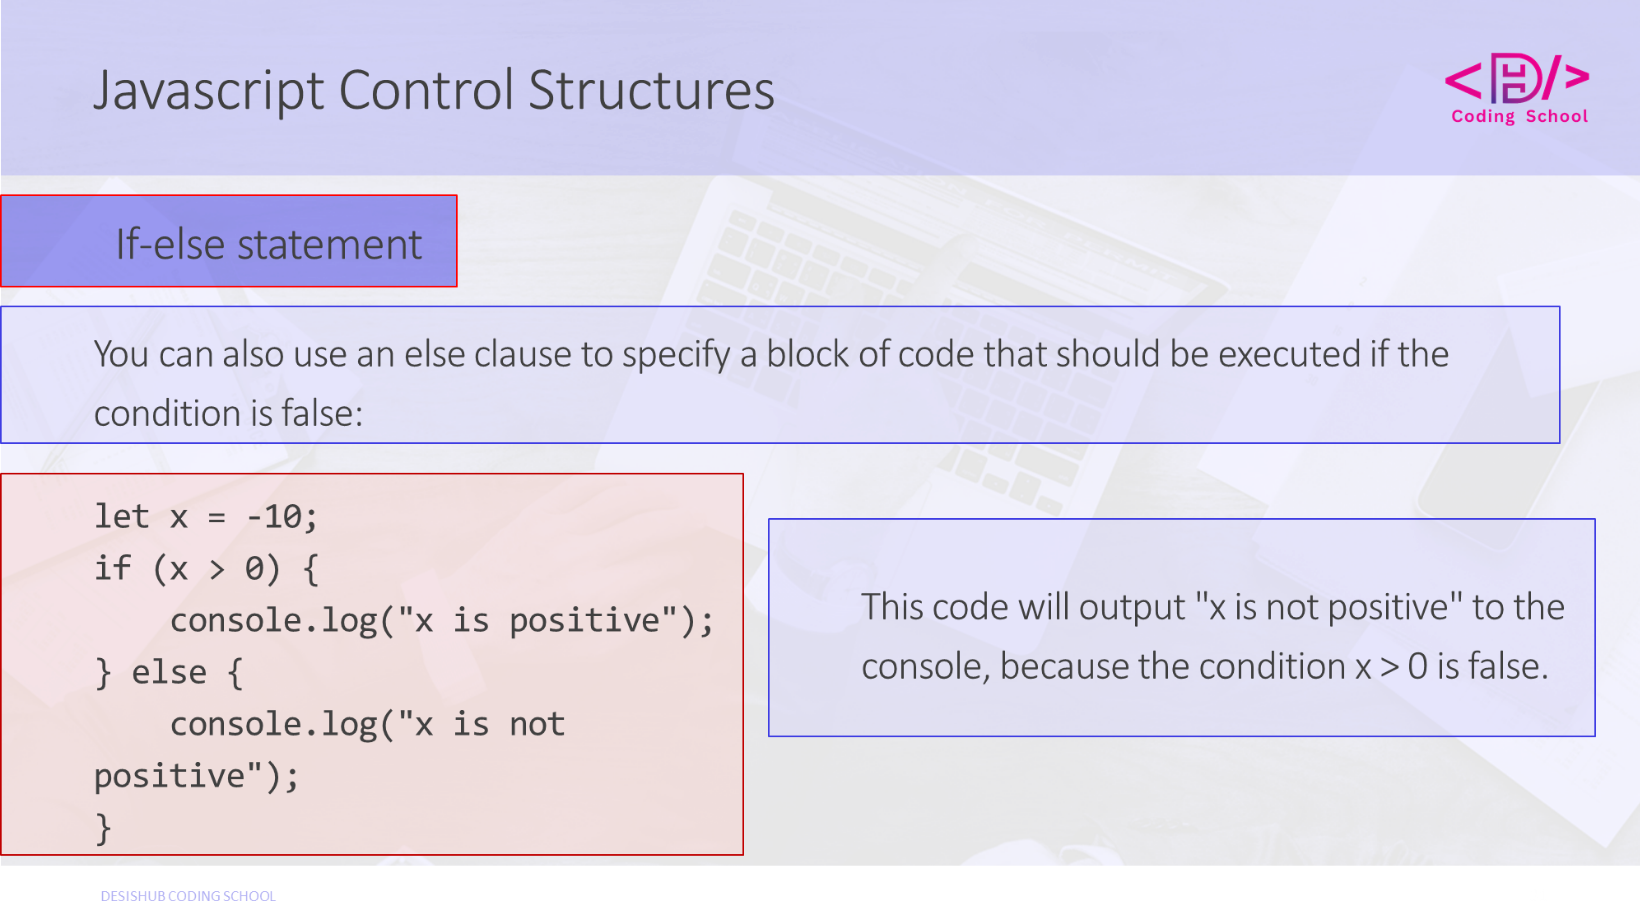 Javascript Control Structures
<DH/>
Coding School
If-else statement
You can also use an else clause to specify a block of code that should be executed if the
condition is false:
let x = -10;
if (x > 0) {
    console.log("x is positive");
} else {
    console.log("x is not
positive");
}
This code will output "x is not positive" to the
console, because the condition x > 0 is false.
DESISHUB CODING SCHOOL